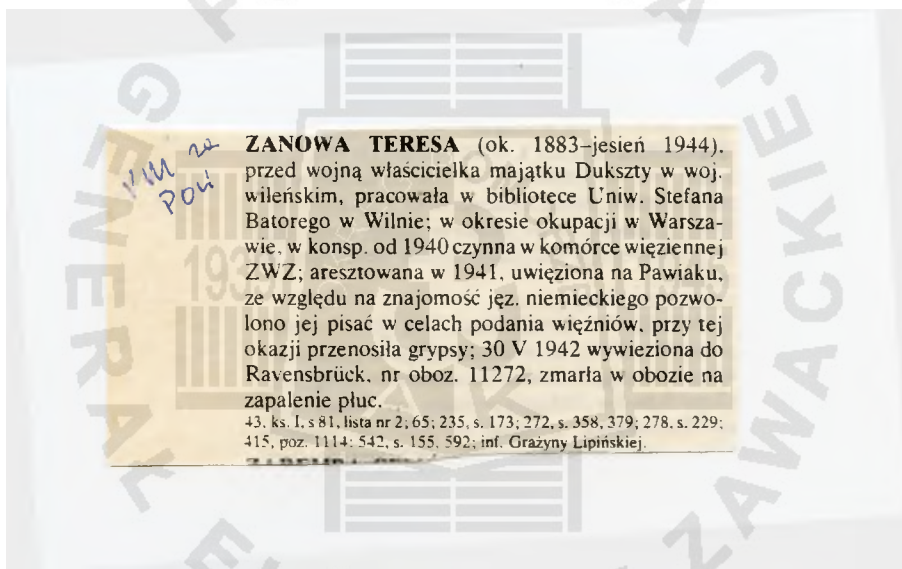 ZANOWA TERESA (ok. 1883–jesień 1944),
przed wojną właścicielka majątku Dukszty w woj.
wileńskim, pracowała w bibliotece Uniw. Stefana
Batorego w Wilnie; w okresie okupacji w Warsza-
wie, w konsp. od 1940 czynna w komórce więziennej
ZWZ; aresztowana w 1941, uwięziona na Pawiaku,
ze względu na znajomość jęz. niemieckiego pozwo-
lono jej pisać w celach podania więźniów, przy tej
okazji przenosiła grypsy; 30 V 1942 wywieziona do
Ravensbrück, nr oboz. 11272, zmarła w obozie na
zapalenie płuc.
43, ks. I, s 81, lista nr 2; 65; 235, s. 173; 272, s. 358, 379; 278, s. 229;
415, poz. 1114; 542, s. 155, 592; inf. Grażyny Lipińskiej.